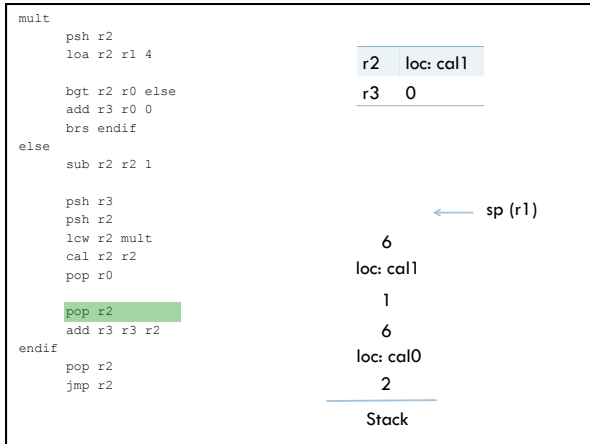 mult
psh r2
loa r2 r1 4
bgt r2 r0 else
add r3 r0 0
brs endif
else
sub r2 r2 1
psh r3
psh r2
lcw r2 mult
cal r2 r2
pop r0
pop r2
add r3 r3 r2
endif
pop r2
jmp r2
r2 loc: cal1
r3 0
sp (r1)
6
loc: cal1
1
6
loc: cal0
2
Stack